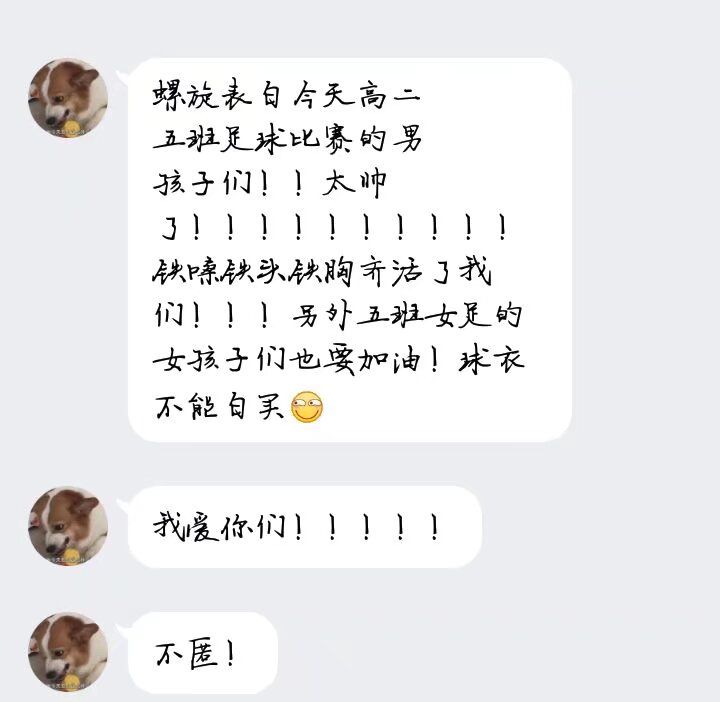 螺旋表白今天高二
五班足球比赛的男
孩子们！！太帅
了！！！！！！！！！！
铁嗓铁头铁胸齐活了我
们！！！另外五班女足的
女孩子们也要加油！球衣
不能白买
我爱你们！！！！！
不匿！